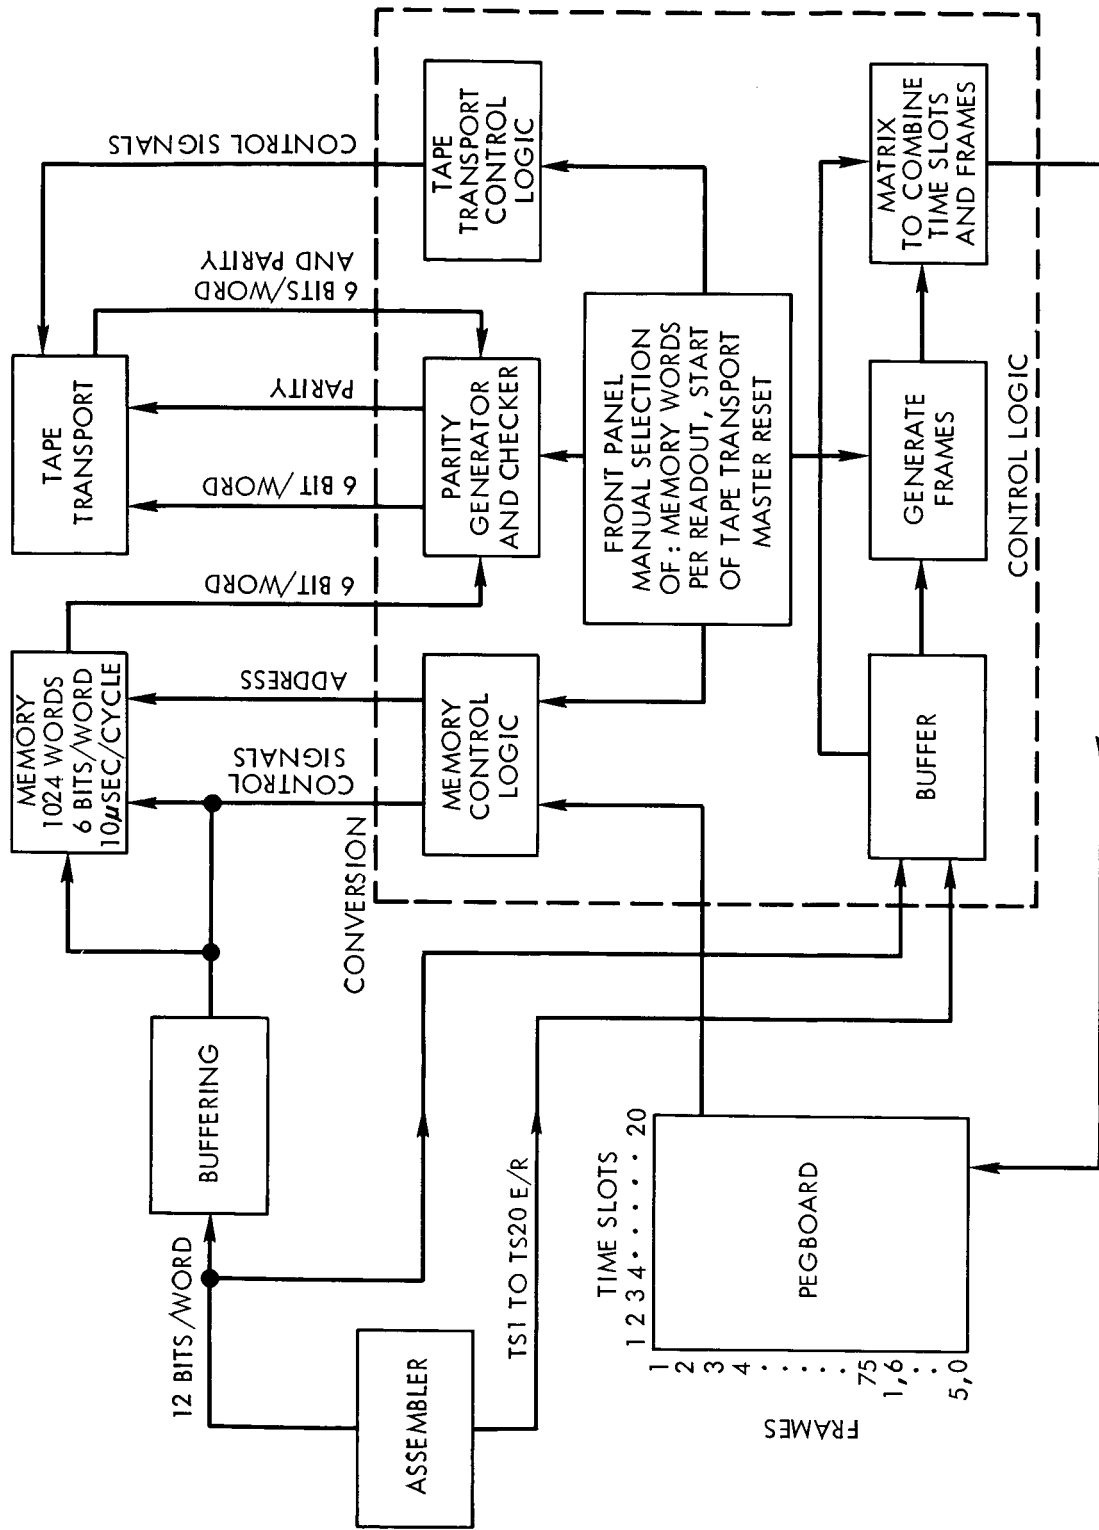 12 BITS/WORD
ASSEMBLER
BUFFERING
MEMORY
1024 WORDS
6 BITS/WORD
10μSEC/CYCLE
6 BIT/WORD
TAPE
TRANSPORT
6 BIT/WORD
PARITY
6 BITS/WORD
AND PARITY
CONTROL SIGNALS
CONVERSION
CONTROL
SIGNALS
ADDRESS
MEMORY
CONTROL
LOGIC
PARITY
GENERATOR
AND CHECKER
TAPE
TRANSPORT
CONTROL
LOGIC
TS1 TO TS20 E/R
FRONT PANEL
MANUAL SELECTION
OF: MEMORY WORDS
PER READOUT, START
OF TAPE TRANSPORT
MASTER RESET
TIME SLOTS
1 2 3 4 · · · · · 20
FRAMES
1
2
3
4
·
·
·
·
·
75
1,6
·
·
5,0
PEGBOARD
BUFFER
GENERATE
FRAMES
MATRIX
TO COMBINE
TIME SLOTS
AND FRAMES
CONTROL LOGIC